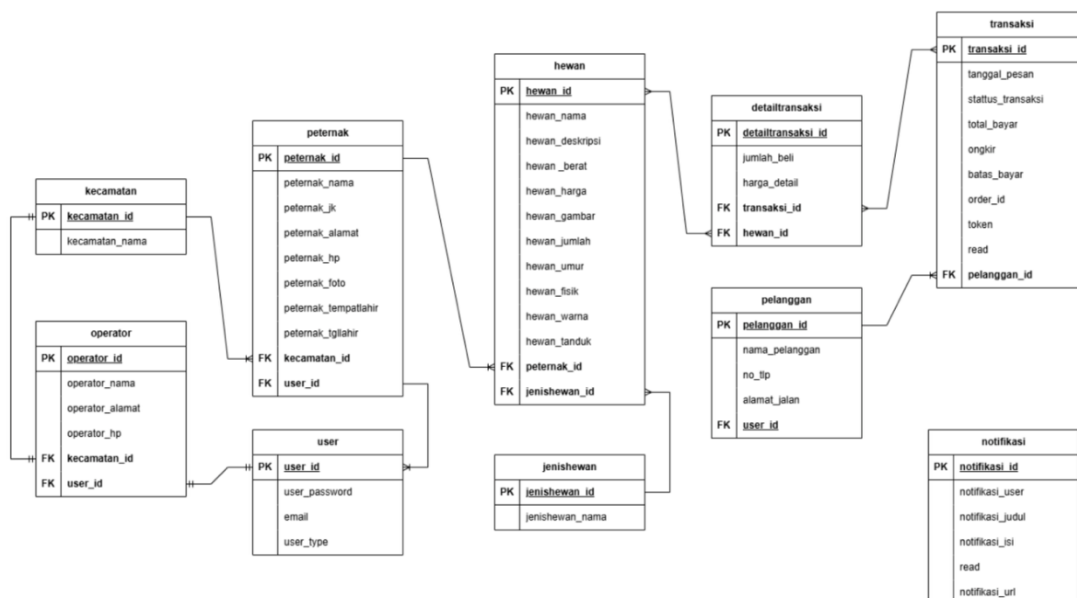 kecamatan
PK kecamatan_id
kecamatan_nama
operator
PK operator_id
operator_nama
operator_alamat
operator_hp
FK kecamatan_id
FK user_id
peternak
PK peternak_id
peternak_nama
peternak_jk
peternak_alamat
peternak_hp
peternak_foto
peternak_tempatlahir
peternak_tgllahir
FK kecamatan_id
FK user_id
user
PK user_id
user_password
email
user_type
hewan
PK hewan_id
hewan_nama
hewan_deskripsi
hewan _berat
hewan_harga
hewan_gambar
hewan_jumlah
hewan_umur
hewan_fisik
hewan_warna
hewan_tanduk
FK peternak_id
FK jenishewan_id
jenishewan
PK jenishewan_id
jenishewan_nama
detailtransaksi
PK detailtransaksi_id
jumlah_beli
harga_detail
FK transaksi_id
FK hewan_id
pelanggan
PK pelanggan_id
nama_pelanggan
no_tlp
alamat_jalan
FK user_id
transaksi
PK transaksi_id
tanggal_pesan
stattus_transaksi
total_bayar
ongkir
batas_bayar
order_id
token
read
FK pelanggan_id
notifikasi
PK notifikasi_id
notifikasi_user
notifikasi_judul
notifikasi_isi
read
notifikasi_url